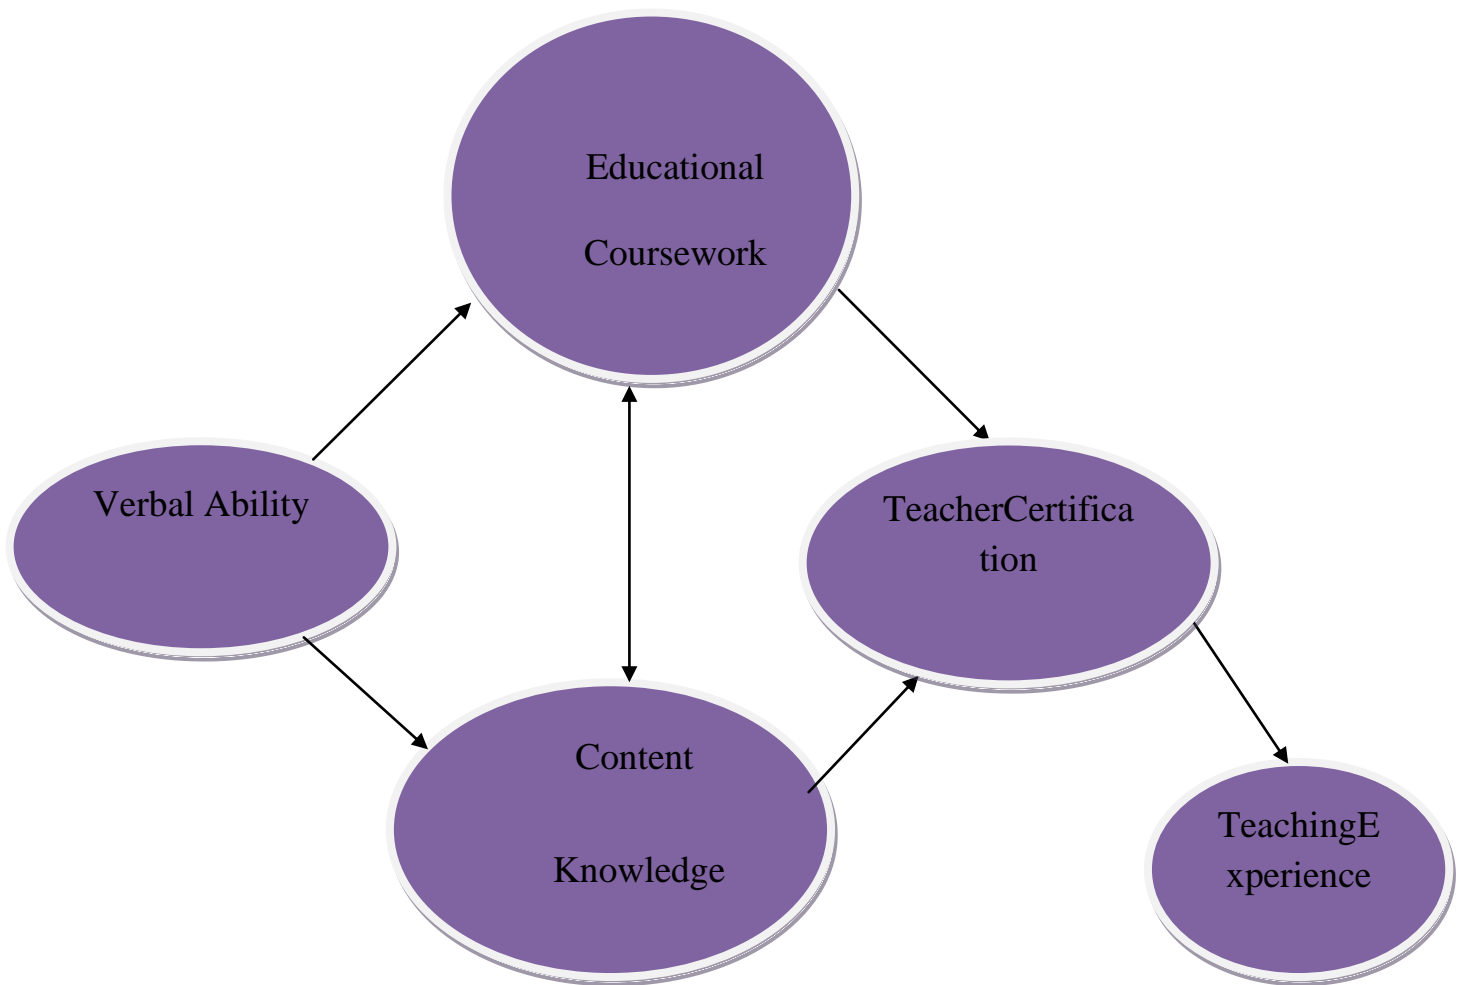 Educational
Coursework
Verbal Ability
TeacherCertifica
tion
Content
Knowledge
TeachingE
xperience